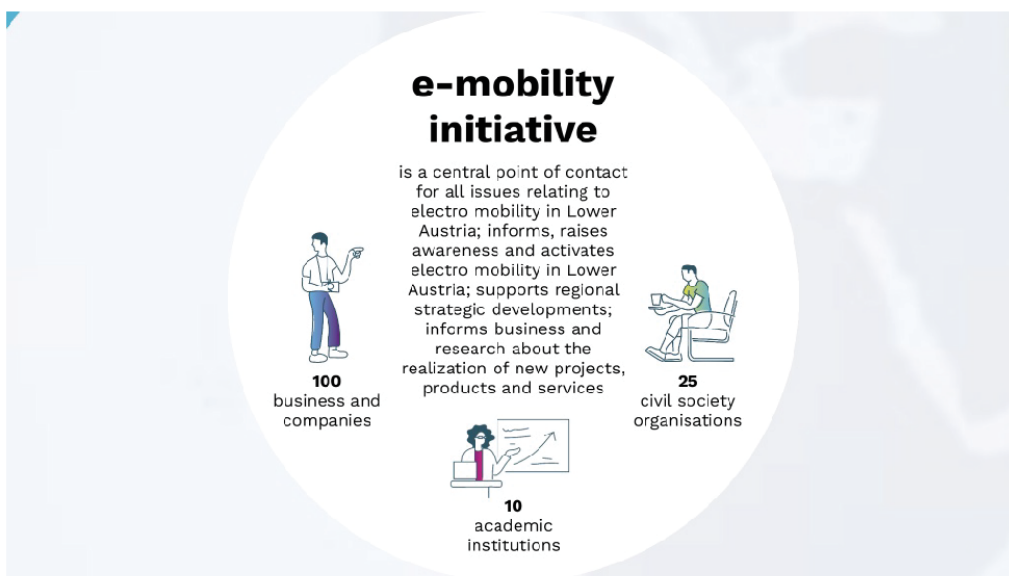 e-mobility
initiative
is a central point of contact
for all issues relating to
electro mobility in Lower
Austria; informs, raises
awareness and activates
electro mobility in Lower
Austria; supports regional
strategic developments;
informs business and
research about the
realization of new projects,
products and services
100
business and
companies
25
civil society
organisations
10
academic
institutions